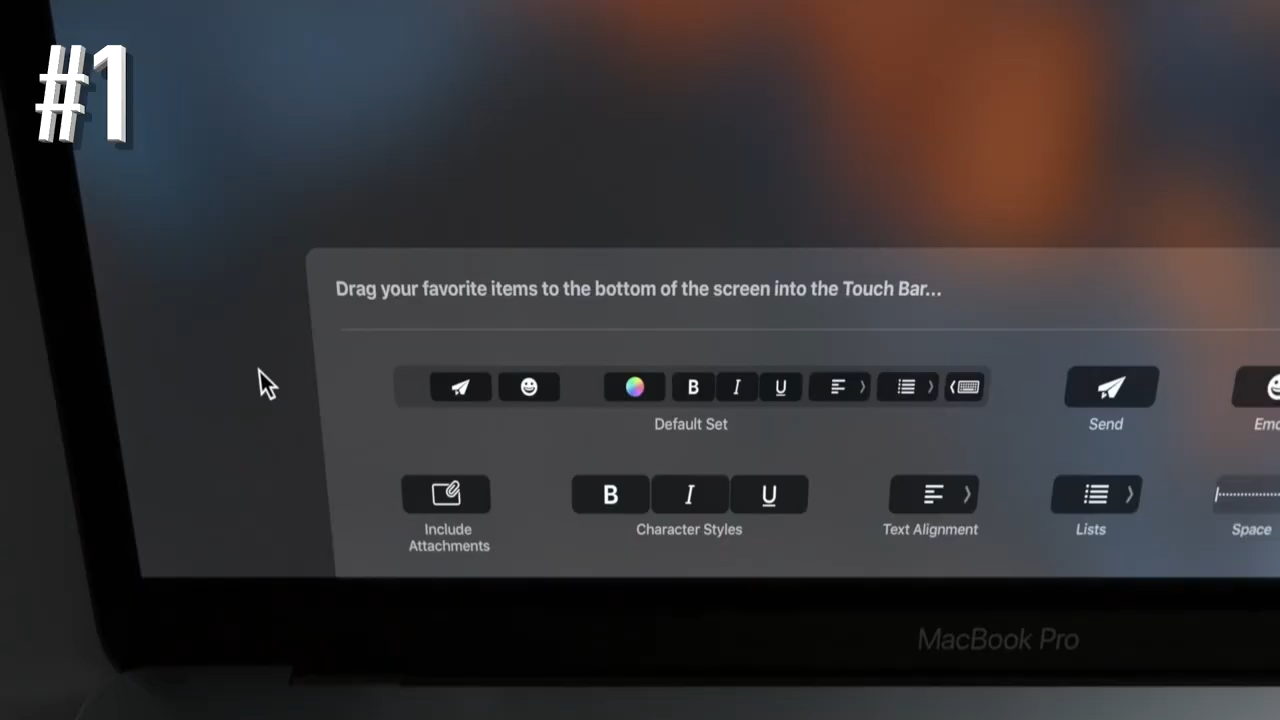 #1
Drag your favorite items to the bottom of the screen into the Touch Bar...
B I U
Default Set
Send
B I U
Include
Attachments
Character Styles
Text Alignment
Lists
Space
MacBook Pro